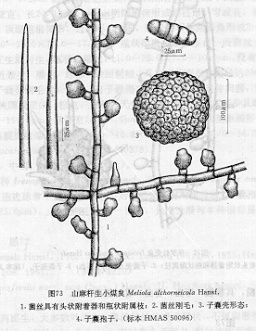 4
25μm
2
25μm
3
100μm
1
图73 山麻杆生小煤炱 Meliola alchorneicola Hansf.
1. 菌丝具有头状附着器和瓶状附属枝; 2. 菌丝刚毛; 3. 子囊壳形态;
4. 子囊孢子。(标本 HMAS 50096)